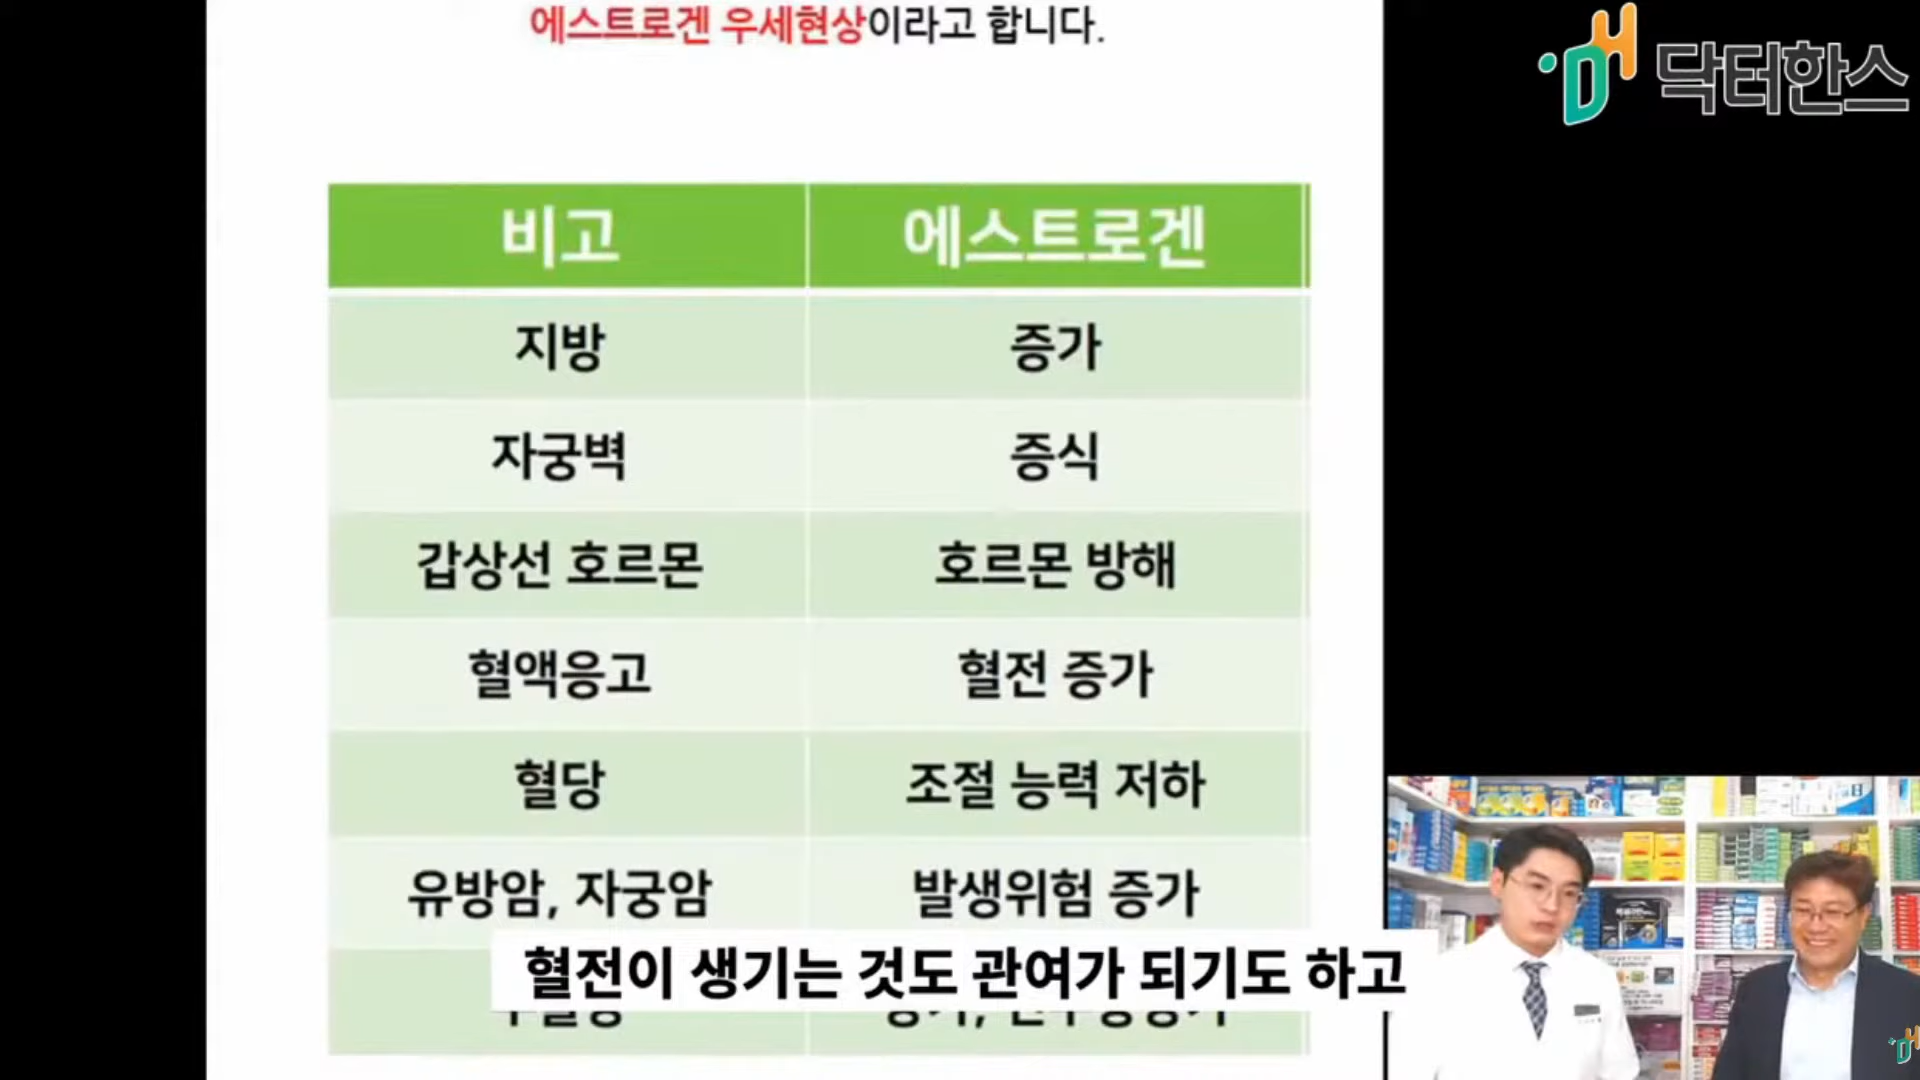 에스트로겐 우세현상이라고 합니다.
DH 닥터한스
비고 에스트로겐
지방 증가
자궁벽 증식
갑상선 호르몬 호르몬 방해
혈액응고 혈전 증가
혈당 조절 능력 저하
유방암, 자궁암 발생위험 증가
혈전이 생기는 것도 관여가 되기도 하고
DH